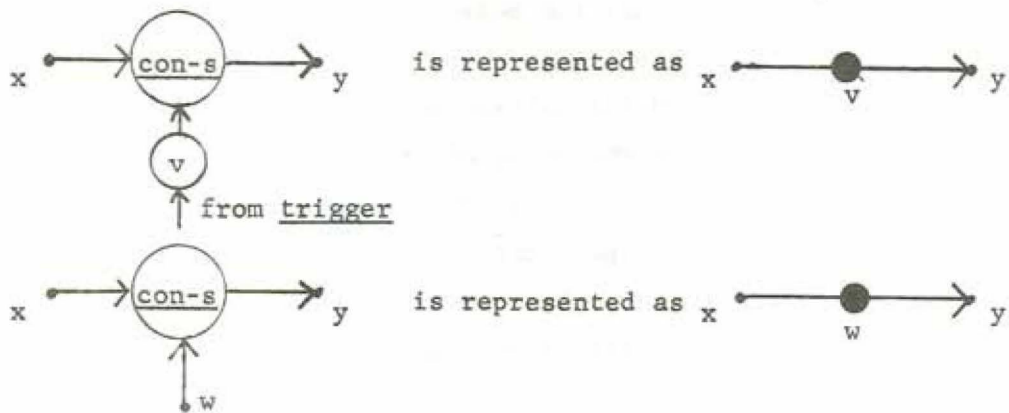 x con-s y is represented as x v y
v
from trigger
x con-s y is represented as x w y
w